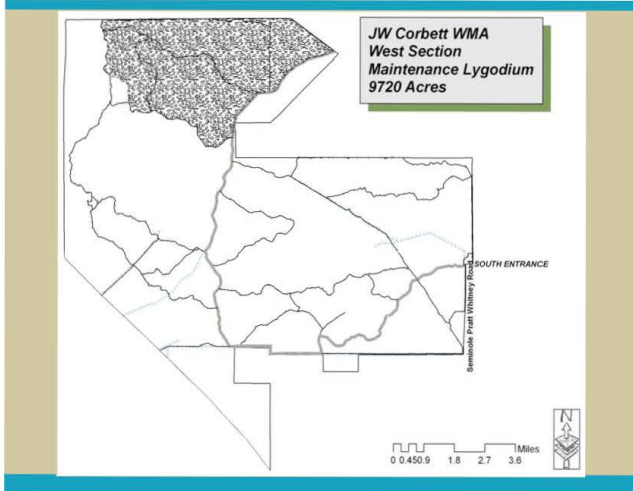 JW Corbett WMA
West Section
Maintenance Lygodium
9720 Acres
SOUTH ENTRANCE
Seminole Pratt Whitney Road
N
Miles
0 0.450.9 1.8 2.7 3.6